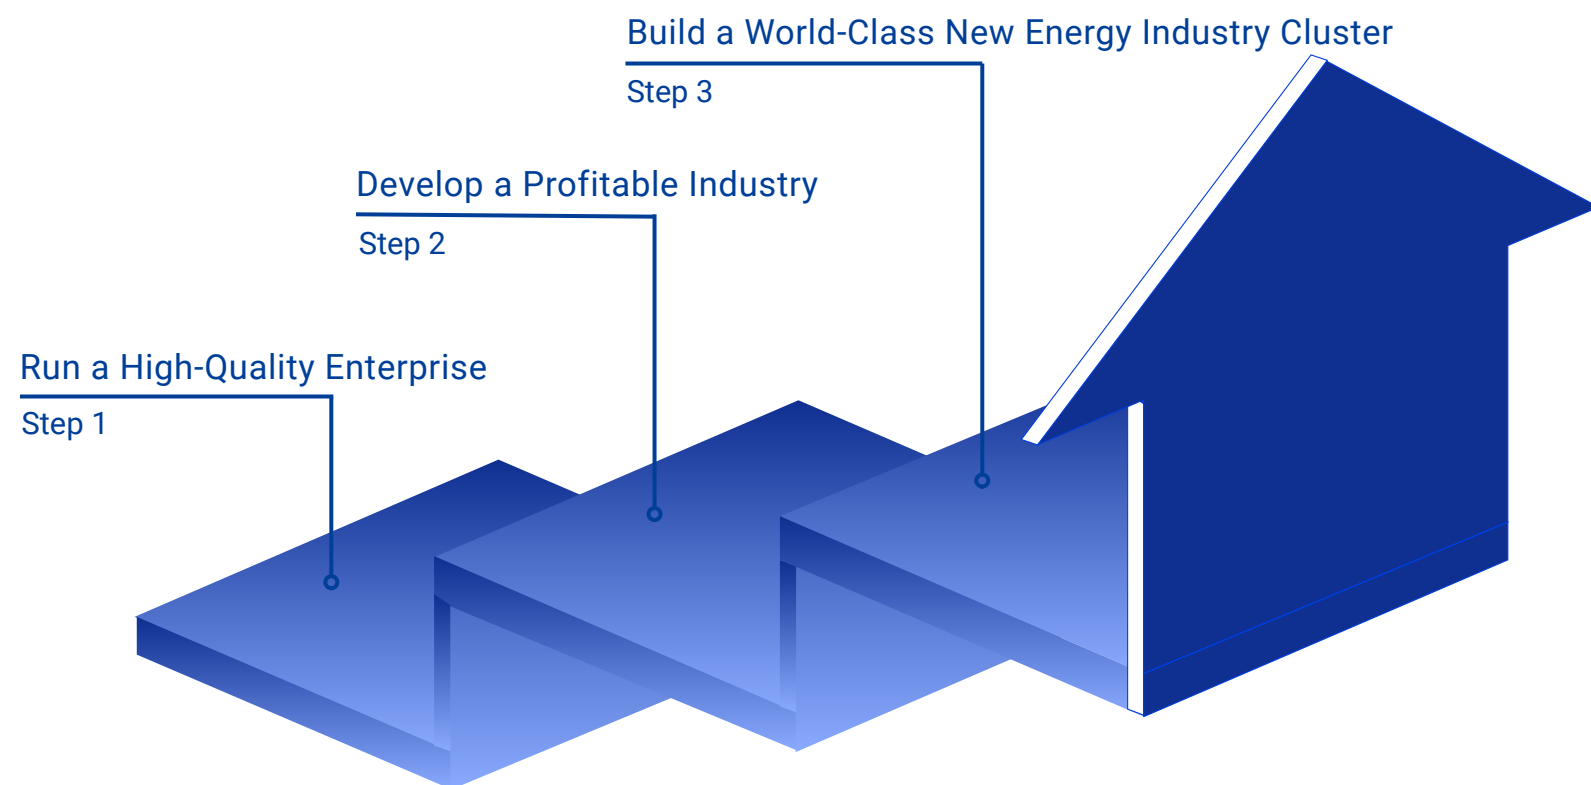 Build a World-Class New Energy Industry Cluster
Step 3
Develop a Profitable Industry
Step 2
Run a High-Quality Enterprise
Step 1